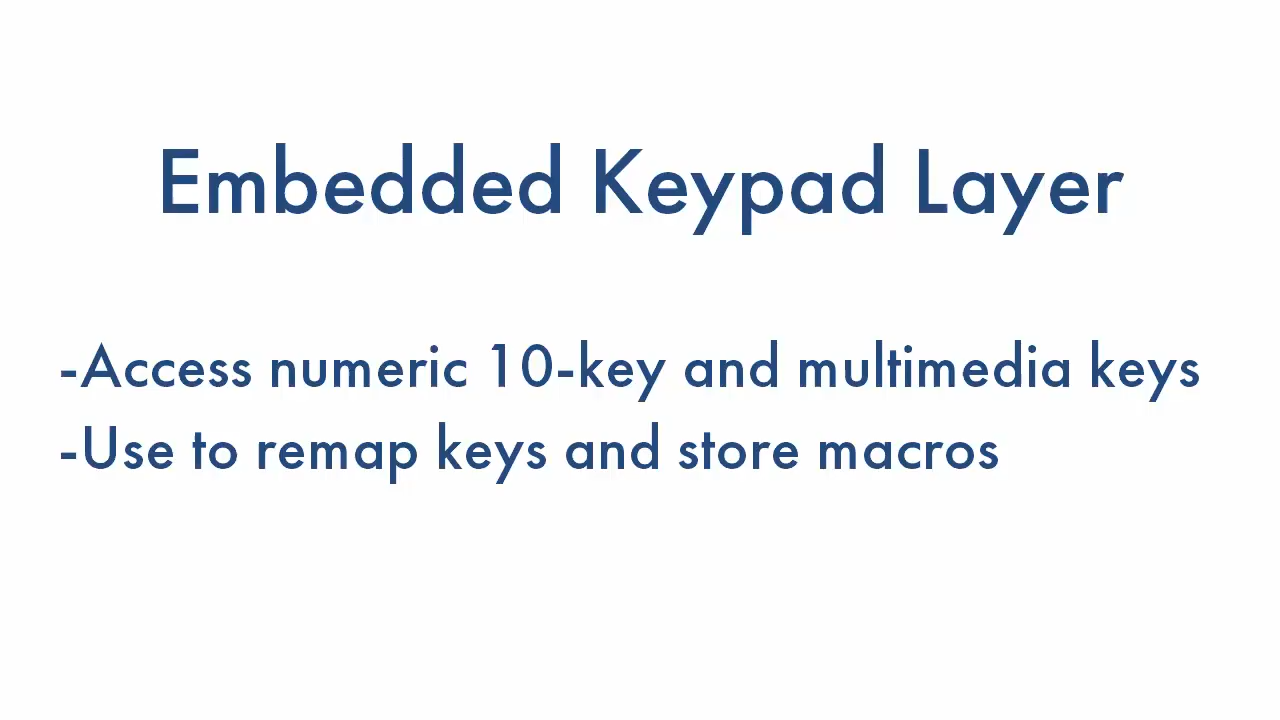 Embedded Keypad Layer
-Access numeric 10-key and multimedia keys
-Use to remap keys and store macros